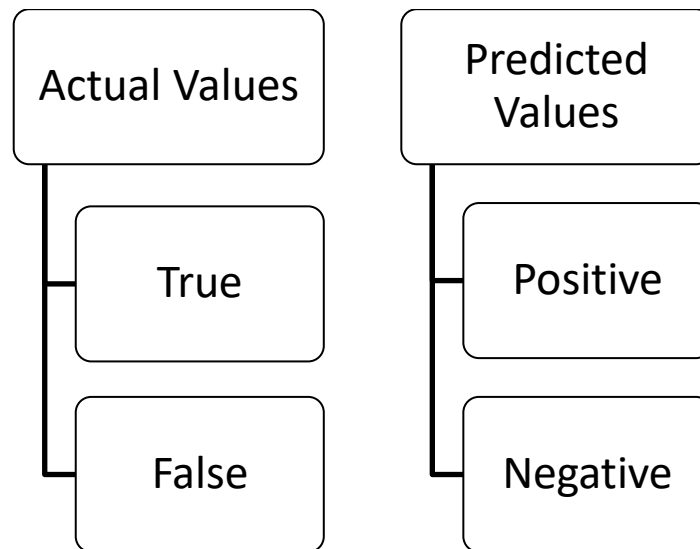 Actual Values
True
False
Predicted
Values
Positive
Negative